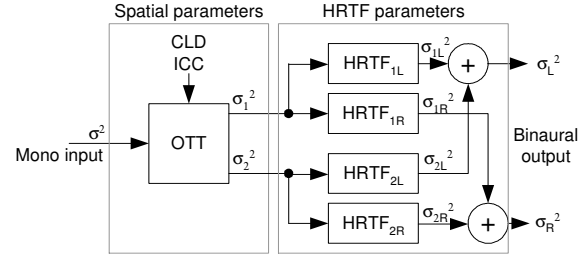 Spatial parameters
HRTF parameters
CLD
ICC
σ²
Mono input
OTT
σ₁²
σ₂²
HRTF₁L
HRTF₁R
HRTF₂L
HRTF₂R
σ₁L²
σ₁R²
σ₂L²
σ₂R²
+
+
σL²
Binaural
output
σR²